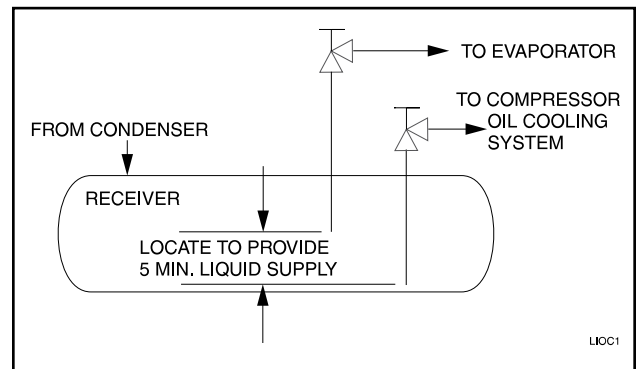 TO EVAPORATOR
TO COMPRESSOR
OIL COOLING
SYSTEM
FROM CONDENSER
RECEIVER
LOCATE TO PROVIDE
5 MIN. LIQUID SUPPLY
LIOC1